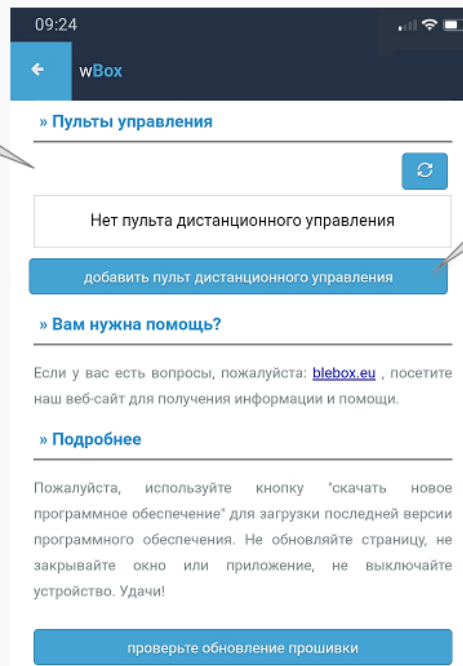 09:24
wBox
» Пульты управления
Нет пульта дистанционного управления
добавить пульт дистанционного управления
» Вам нужна помощь?
Если у вас есть вопросы, пожалуйста: blebox.eu , посетите
наш веб-сайт для получения информации и помощи.
» Подробнее
Пожалуйста, используйте кнопку "скачать новое
программное обеспечение" для загрузки последней версии
программного обеспечения. Не обновляйте страницу, не
закрывайте окно или приложение, не выключайте
устройство. Удачи!
проверьте обновление прошивки